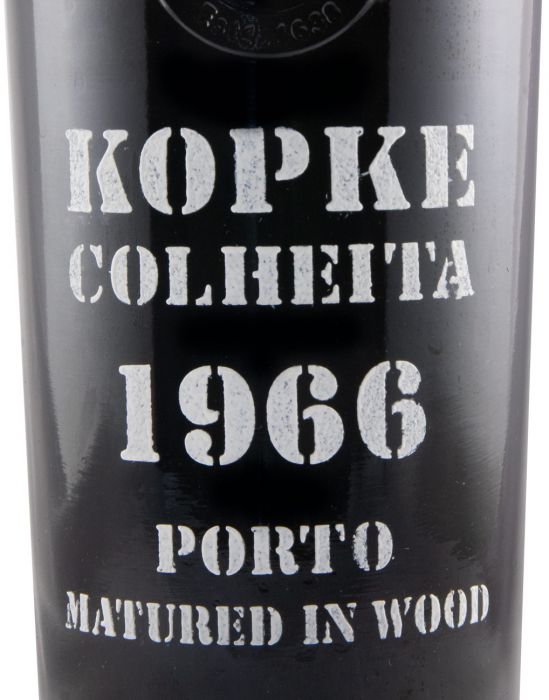 KOPKE
COLHEITA
1966
PORTO
MATURED IN WOOD